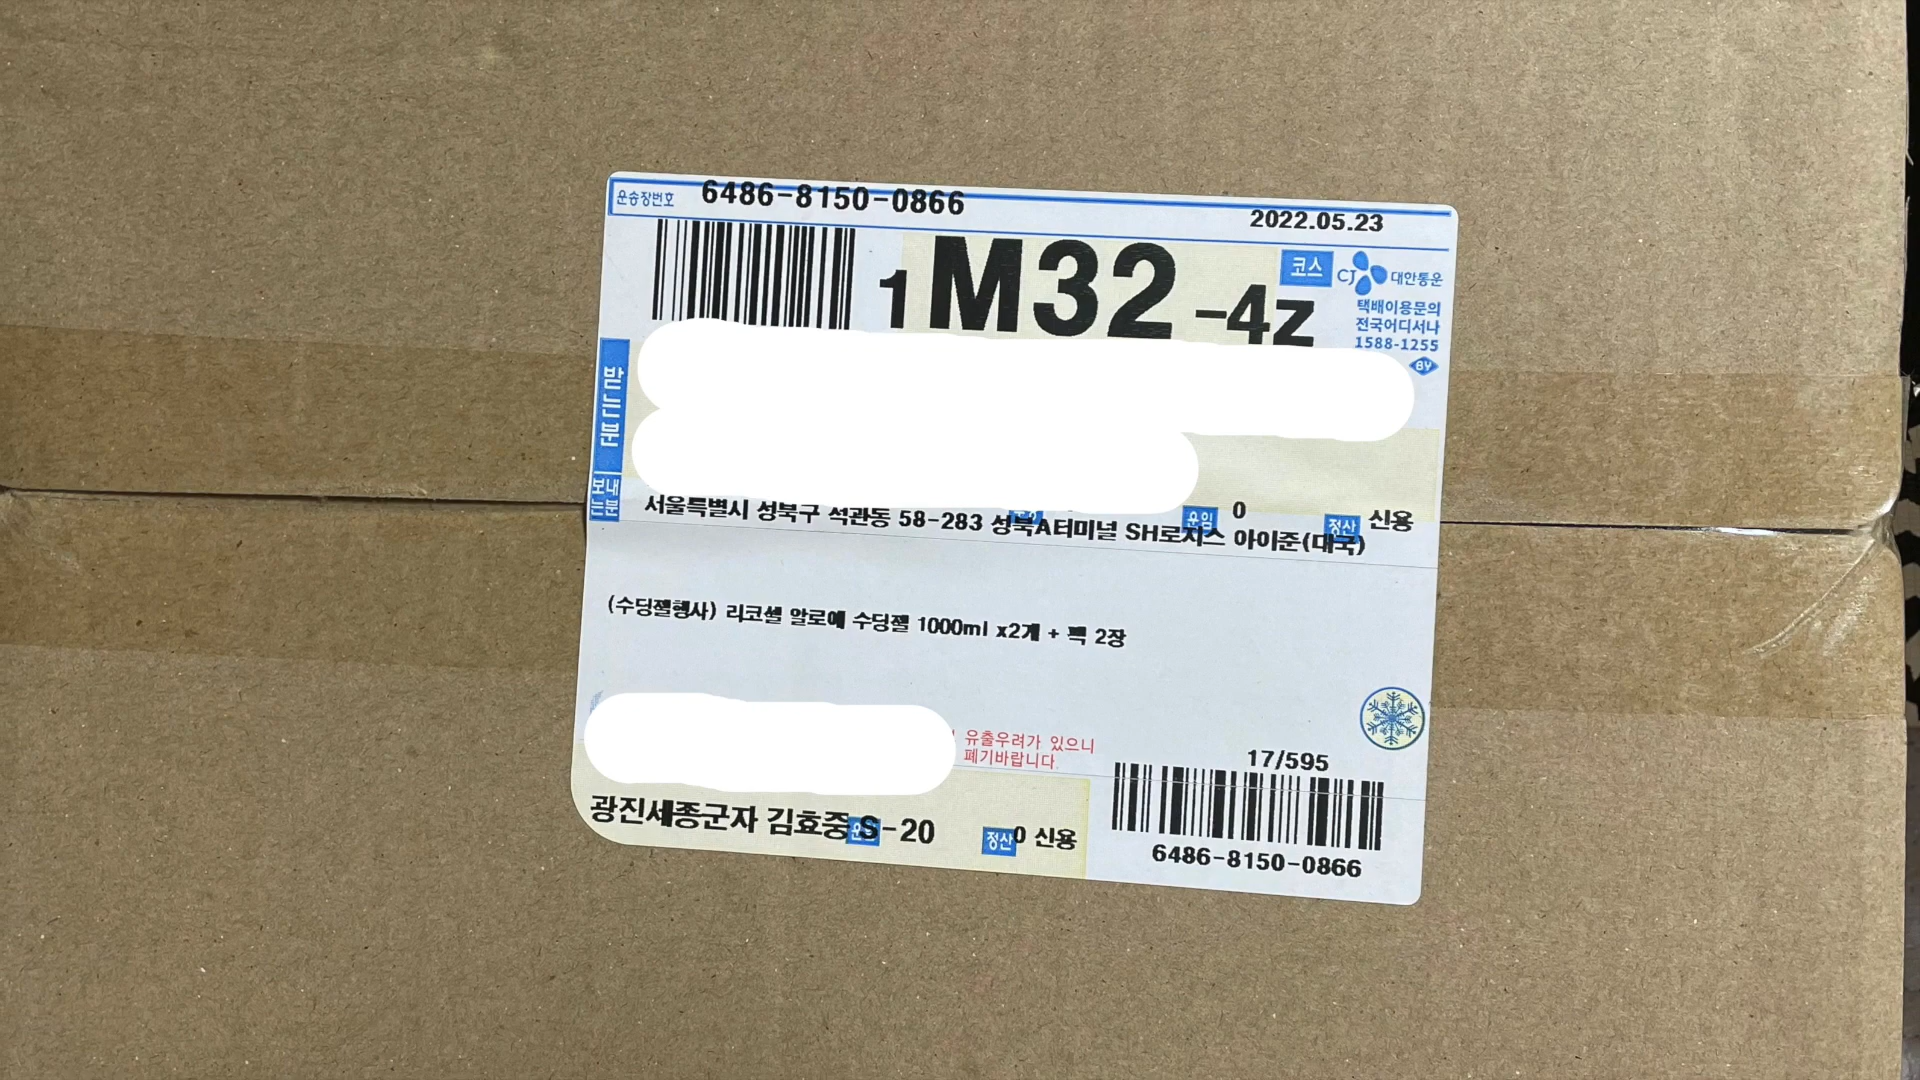 운송장번호 6486-8150-0866 2022.05.23
1 M32 -4z 코스 CJ 대한통운
택배이용문의
전국어디서나
1588-1255
BY
받는분
보내는분
운임 0 정산 신용
서울특별시 성북구 석관동 58-283 성북A터미널 SH로지스 아이준(대국)
(수딩젤행사) 리코셀 알로에 수딩젤 1000ml x2개 + 팩 2장
유출우려가 있으니
폐기바랍니다.
17/595
광진세종군자 김효중 S-20 정산 0 신용
6486-8150-0866